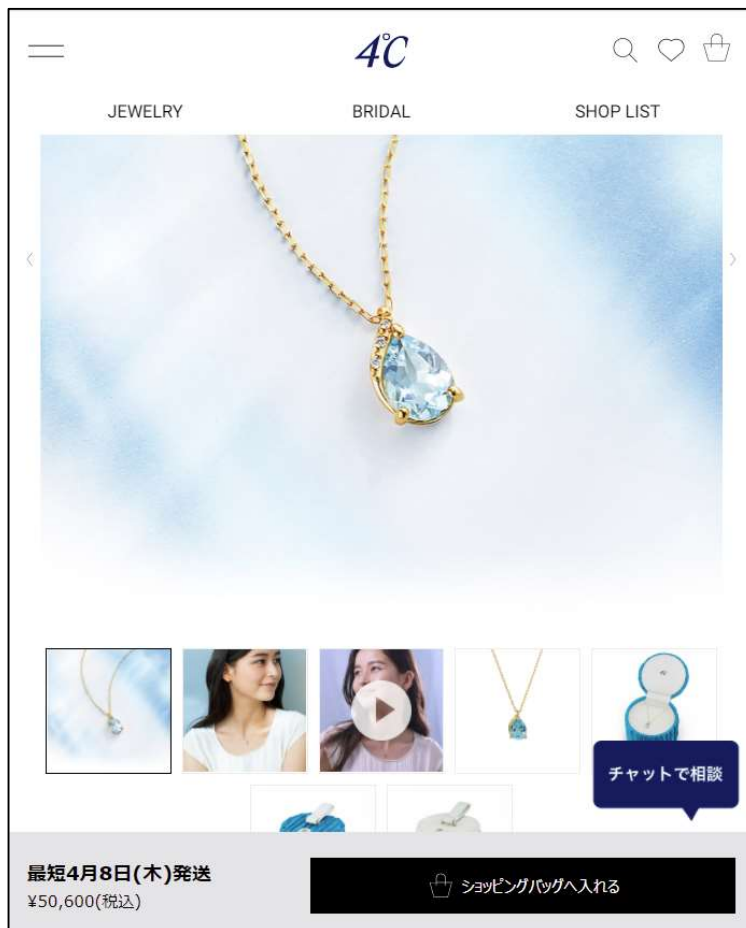 4℃
JEWELRY
BRIDAL
SHOP LIST
チャットで相談
最短4月8日(木)発送
¥50,600(税込)
ショッピングバッグへ入れる